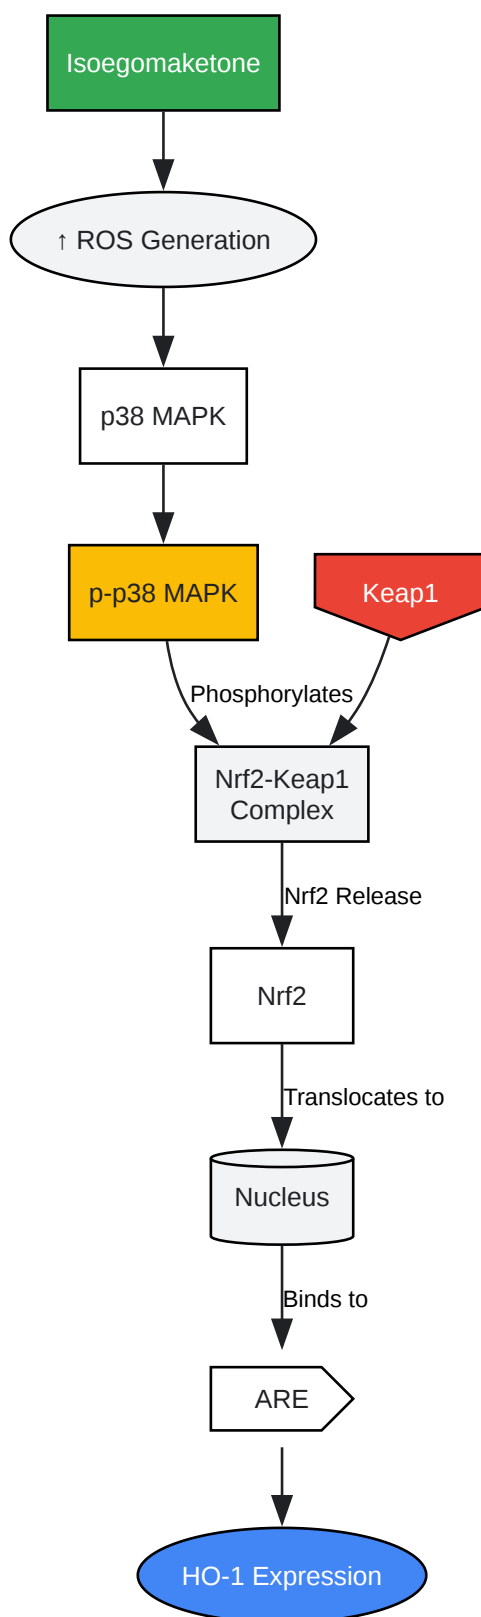 Isoegomaketone
↑ ROS Generation
p38 MAPK
p-p38 MAPK
Keap1
Phosphorylates
Nrf2-Keap1
Complex
Nrf2 Release
Nrf2
Translocates to
Nucleus
Binds to
ARE
HO-1 Expression